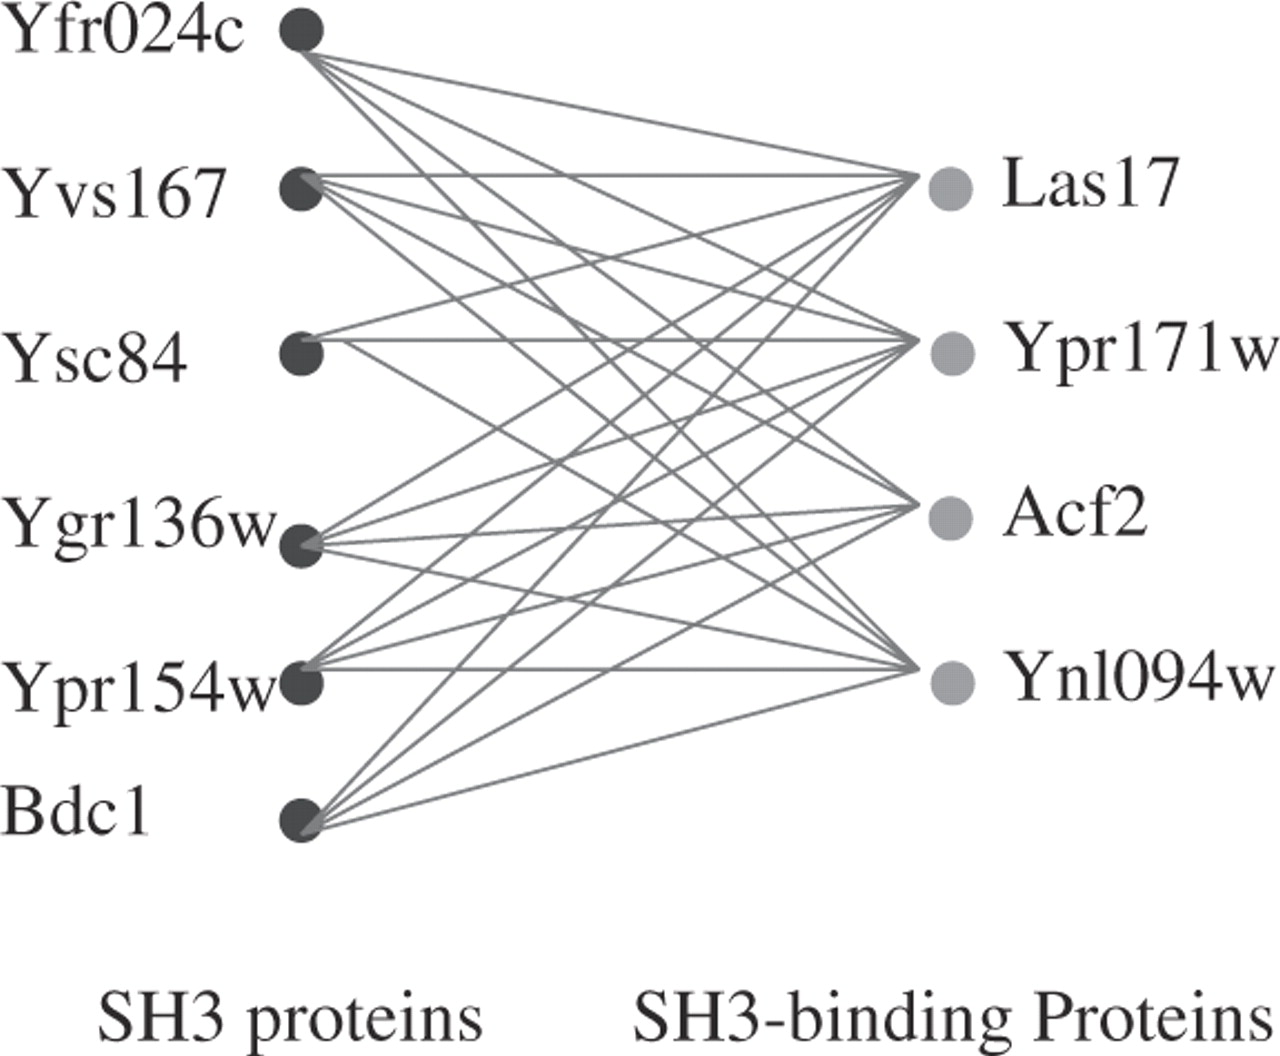 Yfr024c
Yvs167
Ysc84
Ygr136w
Ypr154w
Bdc1
Las17
Ypr171w
Acf2
Ynl094w
SH3 proteins
SH3-binding Proteins